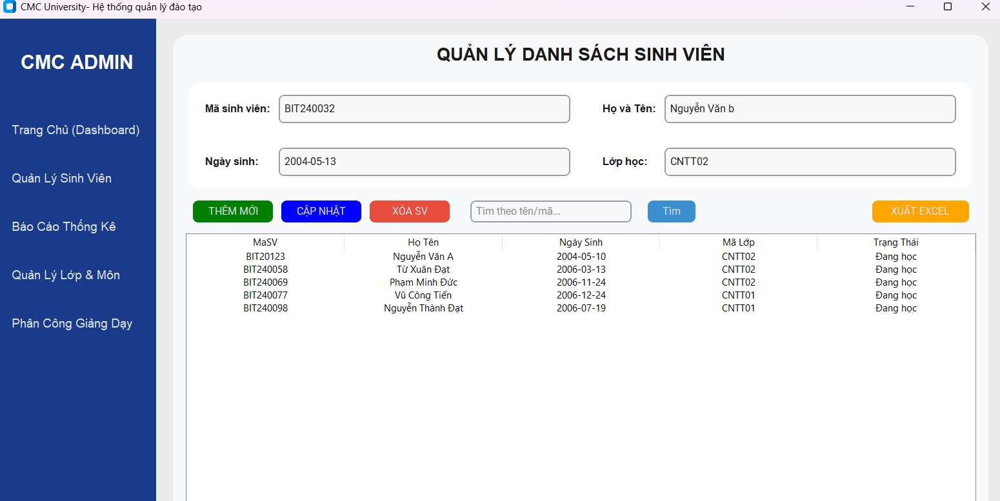 CMC University- Hệ thống quản lý đào tạo
CMC ADMIN
Trang Chủ (Dashboard)
Quản Lý Sinh Viên
Báo Cáo Thống Kê
Quản Lý Lớp & Môn
Phân Công Giảng Dạy
QUẢN LÝ DANH SÁCH SINH VIÊN
Mã sinh viên: BIT240032 Họ và Tên: Nguyễn Văn b
Ngày sinh: 2004-05-13 Lớp học: CNTT02
THÊM MỚI CẬP NHẬT XÓA SV Tìm theo tên/mã... Tìm XUẤT EXCEL
MaSV Họ Tên Ngày Sinh Mã Lớp Trạng Thái
BIT20123 Nguyễn Văn A 2004-05-10 CNTT02 Đang học
BIT240058 Từ Xuân Đạt 2006-03-13 CNTT02 Đang học
BIT240069 Phạm Minh Đức 2006-11-24 CNTT02 Đang học
BIT240077 Vũ Công Tiến 2006-12-24 CNTT01 Đang học
BIT240098 Nguyễn Thành Đạt 2006-07-19 CNTT01 Đang học